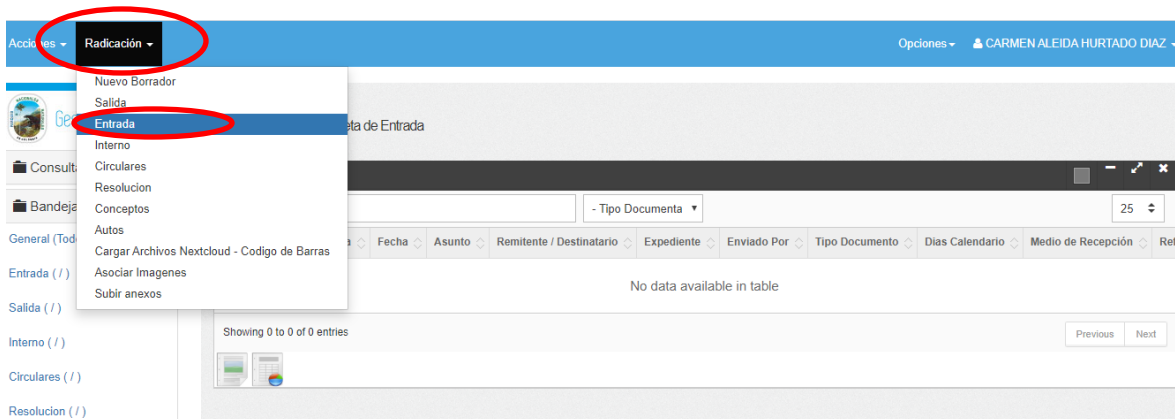 Acciones Radicación Opciones CARMEN ALEIDA HURTADO DIAZ
Nuevo Borrador
Salida
Entrada
Interno
Circulares
Resolucion
Conceptos
Autos
Cargar Archivos Nextcloud - Codigo de Barras
Asociar Imagenes
Subir anexos
de Entrada
- Tipo Documenta 25
Fecha Asunto Remitente / Destinatario Expediente Enviado Por Tipo Documento Dias Calendario Medio de Recepción
No data available in table
Showing 0 to 0 of 0 entries Previous Next
Consult
Bandeja
General (Tod
Entrada ( / )
Salida ( / )
Interno ( / )
Circulares ( / )
Resolucion ( / )